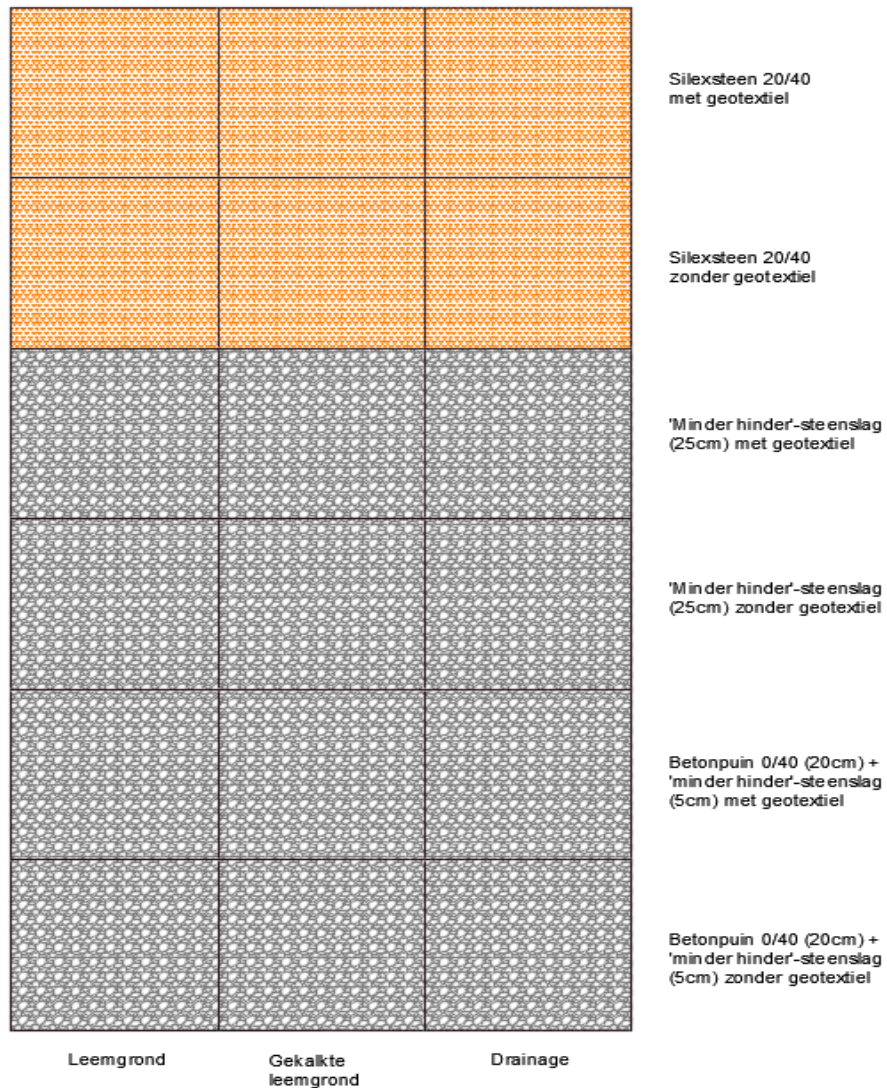 Silexsteen 20/40
met geotextiel
Silexsteen 20/40
zonder geotextiel
'Minder hinder'-steenslag
(25cm) met geotextiel
'Minder hinder'-steenslag
(25cm) zonder geotextiel
Betonpuin 0/40 (20cm) +
'minder hinder'-steenslag
(5cm) met geotextiel
Betonpuin 0/40 (20cm) +
'minder hinder'-steenslag
(5cm) zonder geotextiel
Leemgrond
Gekalkte
leemgrond
Drainage